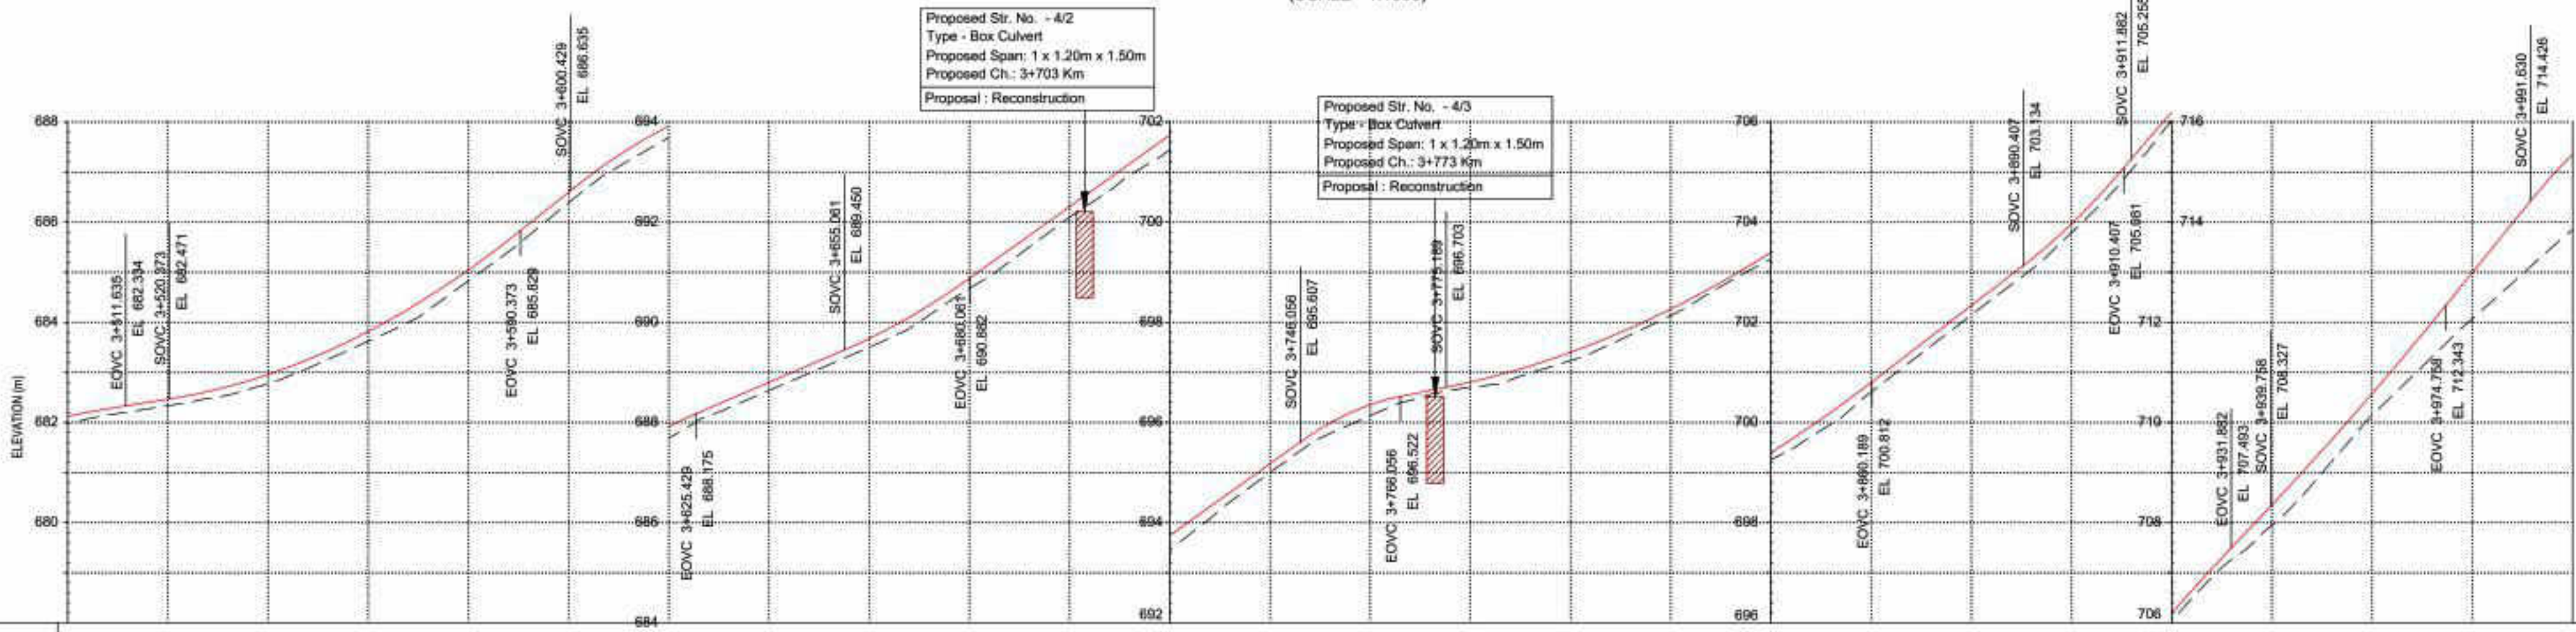 Proposed Str. No. - 4/2
Type - Box Culvert
Proposed Span: 1 x 1.20m x 1.50m
Proposed Ch.: 3+703 Km
Proposal : Reconstruction
Proposed Str. No. - 4/3
Type - Box Culvert
Proposed Span: 1 x 1.20m x 1.50m
Proposed Ch.: 3+773 Km
Proposal : Reconstruction
ELEVATION (m)
688
686
684
682
680
EOVC 3+511.635
EL 682.334
SOVC 3+520.373
EL 682.471
EOVC 3+590.373
EL 685.829
SOVC 3+600.429
EL 686.635
694
692
690
688
686
684
EOVC 3+625.429
EL 688.175
SOVC 3+655.061
EL 689.450
EOVC 3+680.061
EL 690.882
702
700
698
696
694
692
SOVC 3+746.056
EL 695.607
EOVC 3+766.056
EL 696.522
SOVC 3+775.189
EL 696.703
706
704
702
700
698
696
EOVC 3+860.189
EL 700.812
SOVC 3+890.407
EL 703.134
EOVC 3+910.407
EL 705.081
SOVC 3+911.882
EL 705.255
716
714
712
710
708
706
EOVC 3+931.882
EL 707.493
SOVC 3+939.758
EL 708.327
EOVC 3+974.758
EL 712.343
SOVC 3+991.630
EL 714.426